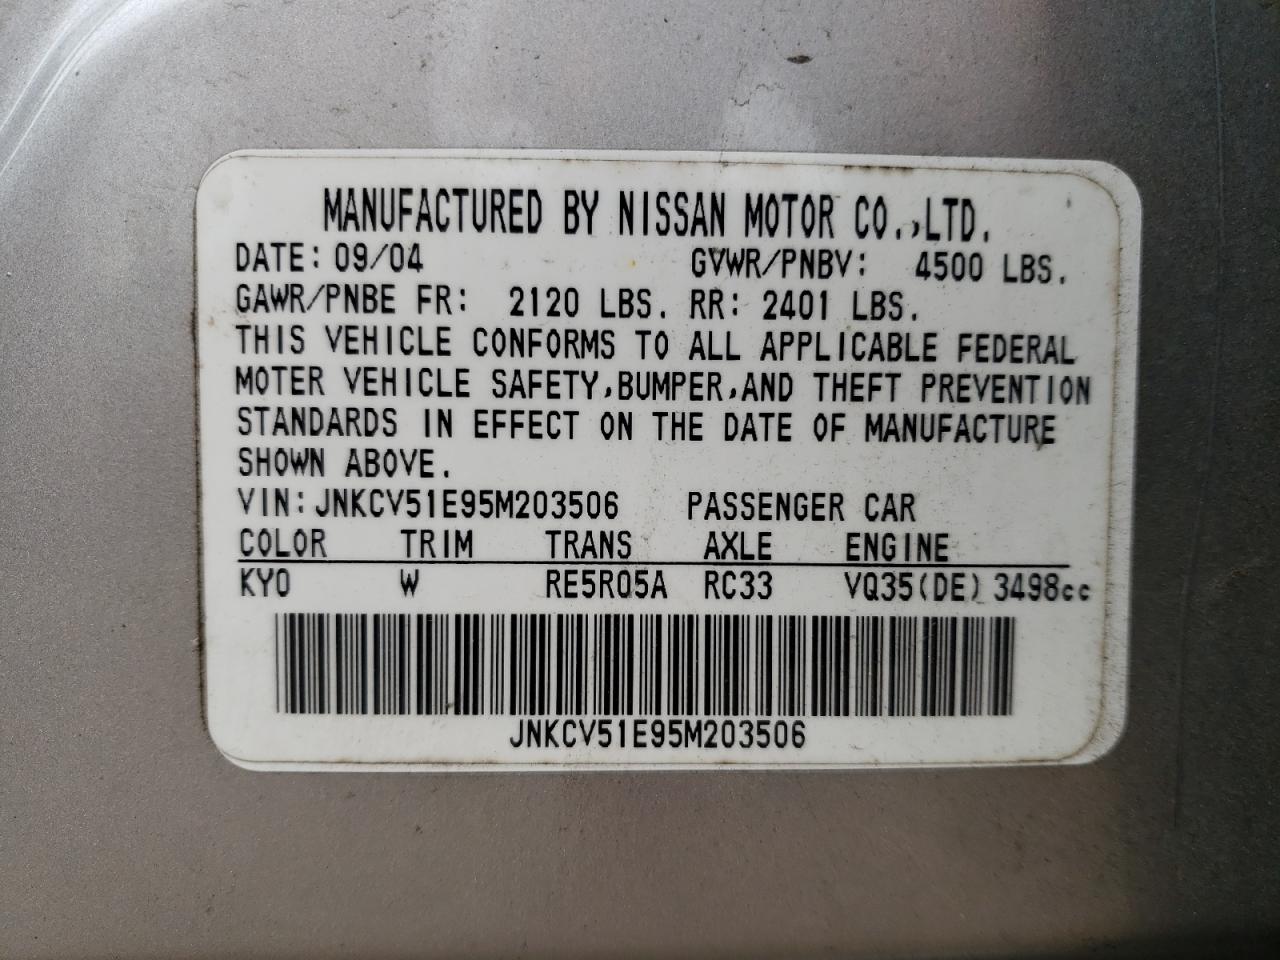 MANUFACTURED BY NISSAN MOTOR CO.,LTD.
DATE: 09/04 GVWR/PNBV: 4500 LBS.
GAWR/PNBE FR: 2120 LBS. RR: 2401 LBS.
THIS VEHICLE CONFORMS TO ALL APPLICABLE FEDERAL
MOTER VEHICLE SAFETY,BUMPER,AND THEFT PREVENTION
STANDARDS IN EFFECT ON THE DATE OF MANUFACTURE
SHOWN ABOVE.
VIN:JNKCV51E95M203506 PASSENGER CAR
COLOR TRIM TRANS AXLE ENGINE
KY0 W RE5R05A RC33 VQ35(DE) 3498cc
JNKCV51E95M203506